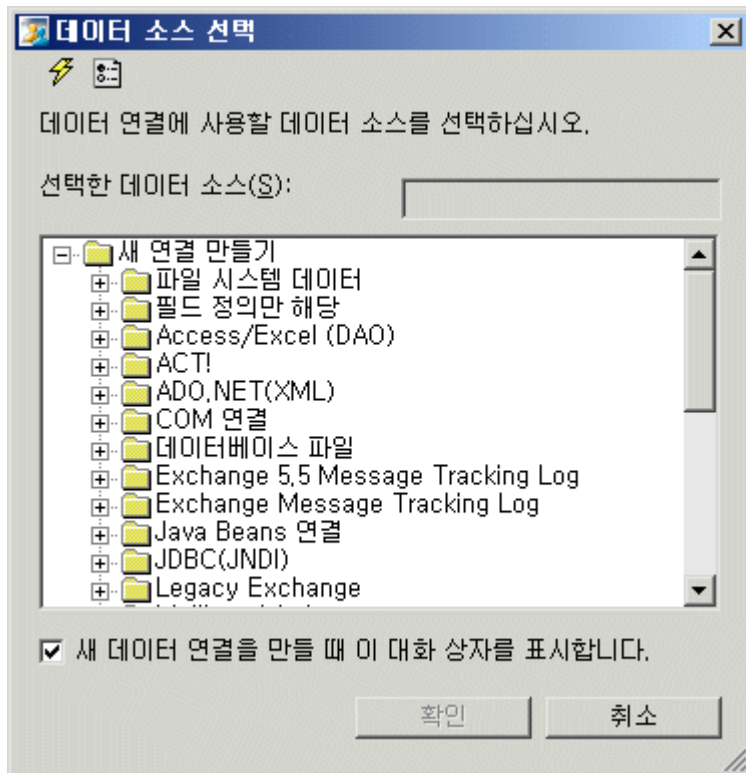 데이터 소스 선택
데이터 연결에 사용할 데이터 소스를 선택하십시오.
선택한 데이터 소스(S):
새 연결 만들기
파일 시스템 데이터
필드 정의만 해당
Access/Excel (DAO)
ACT!
ADO.NET(XML)
COM 연결
데이터베이스 파일
Exchange 5.5 Message Tracking Log
Exchange Message Tracking Log
Java Beans 연결
JDBC(JNDI)
Legacy Exchange
새 데이터 연결을 만들 때 이 대화 상자를 표시합니다.
확인 취소